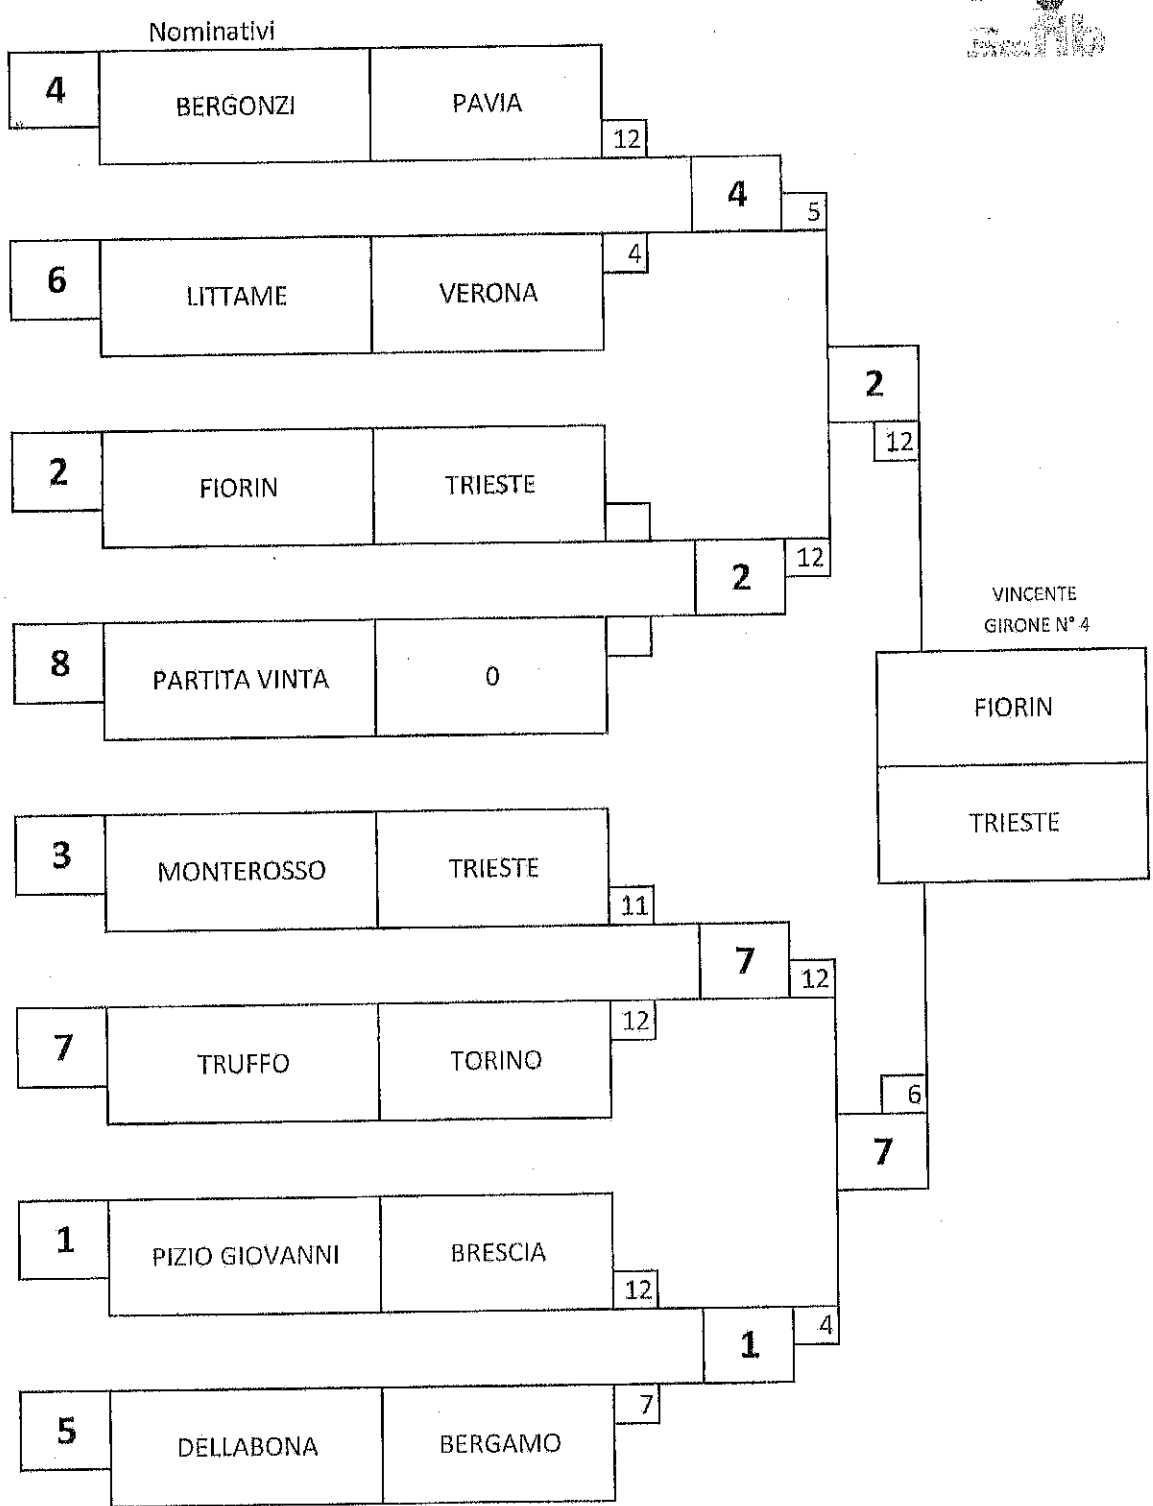 Nominativi
4 BERGONZI PAVIA
12
4
5
6 LITTAME VERONA
4
2
12
2 FIORIN TRIESTE
2
12
8 PARTITA VINTA 0
VINCENTE
GIRONE N° 4
FIORIN
TRIESTE
3 MONTEROSSO TRIESTE
11
7
12
7 TRUFFO TORINO
12
6
7
1 PIZIO GIOVANNI BRESCIA
12
1
4
5 DELLABONA BERGAMO
7